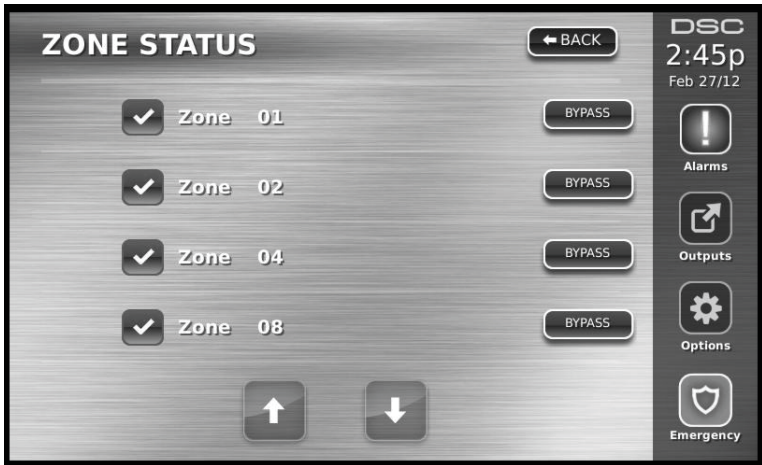 ZONE STATUS
BACK
Zone 01
BYPASS
Zone 02
BYPASS
Zone 04
BYPASS
Zone 08
BYPASS
DSC
2:45p
Feb 27/12
Alarms
Outputs
Options
Emergency